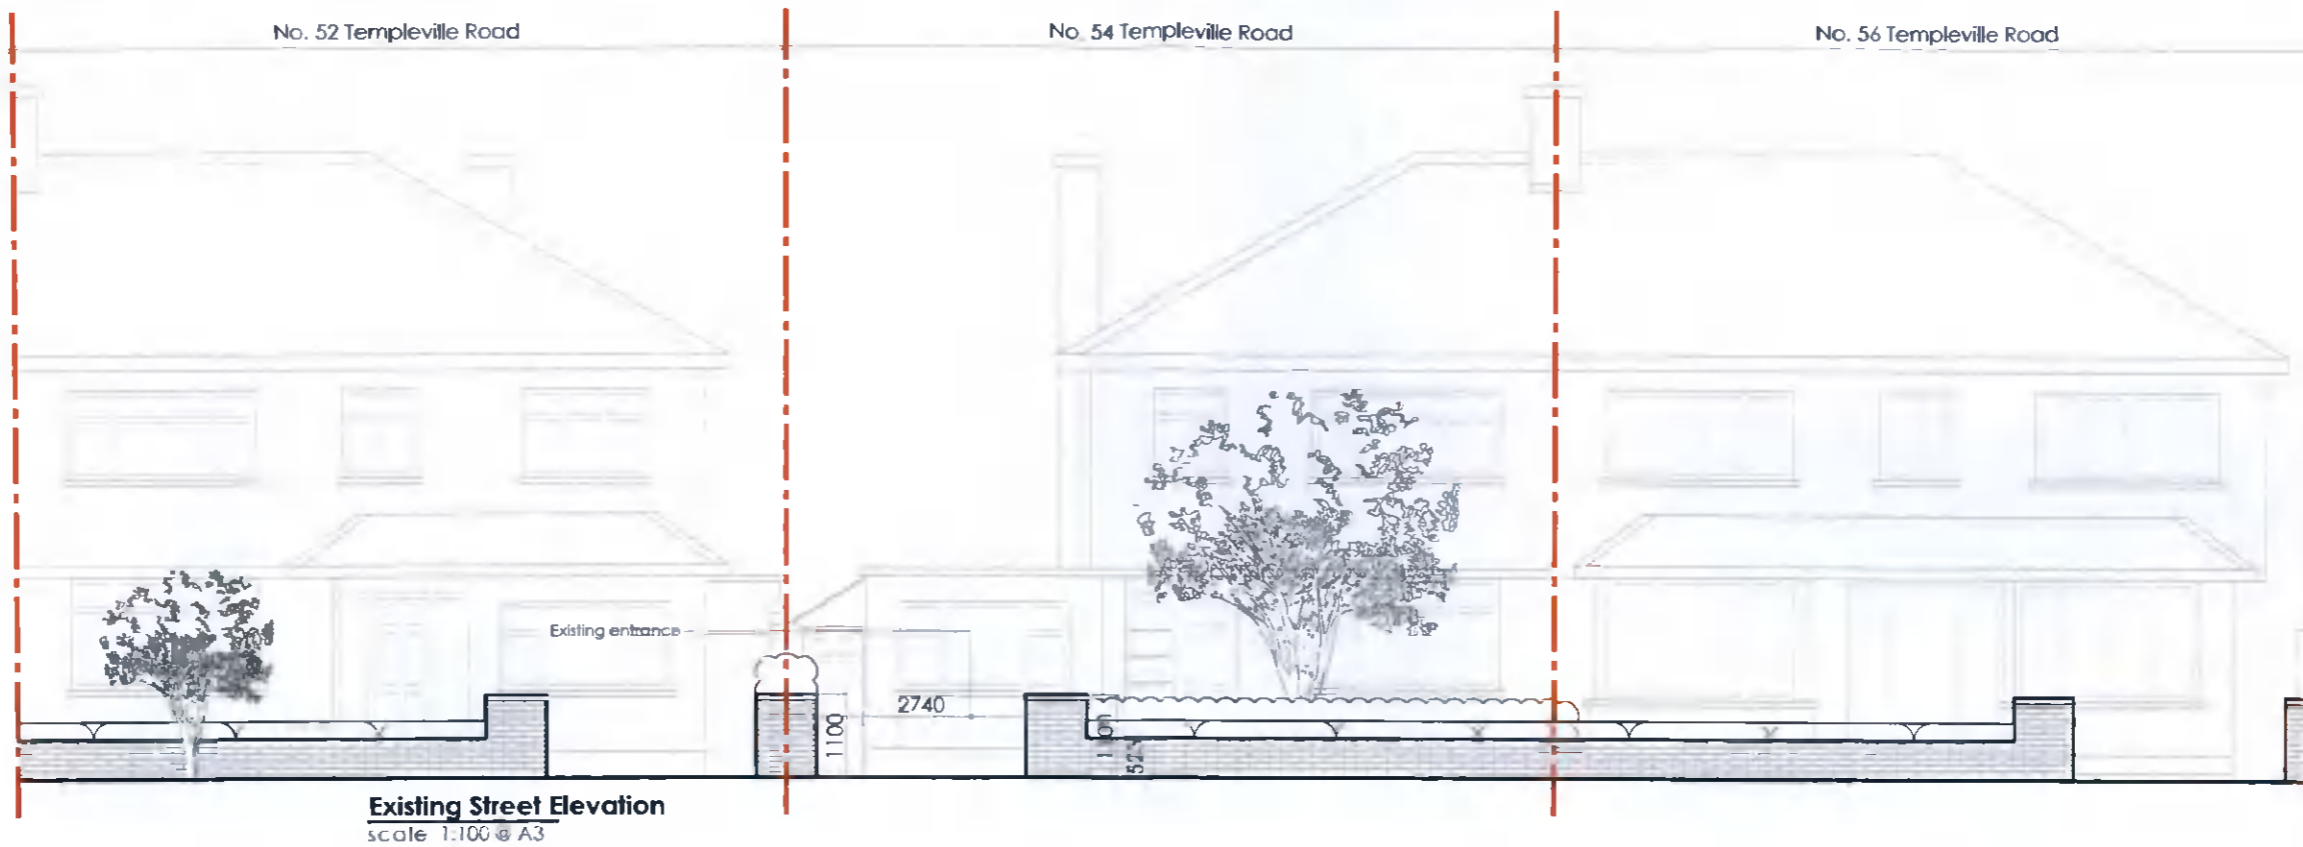 No. 52 Templeville Road
No. 54 Templeville Road
No. 56 Templeville Road
Existing entrance
2740
1100
Existing Street Elevation
scale 1:100 @ A3